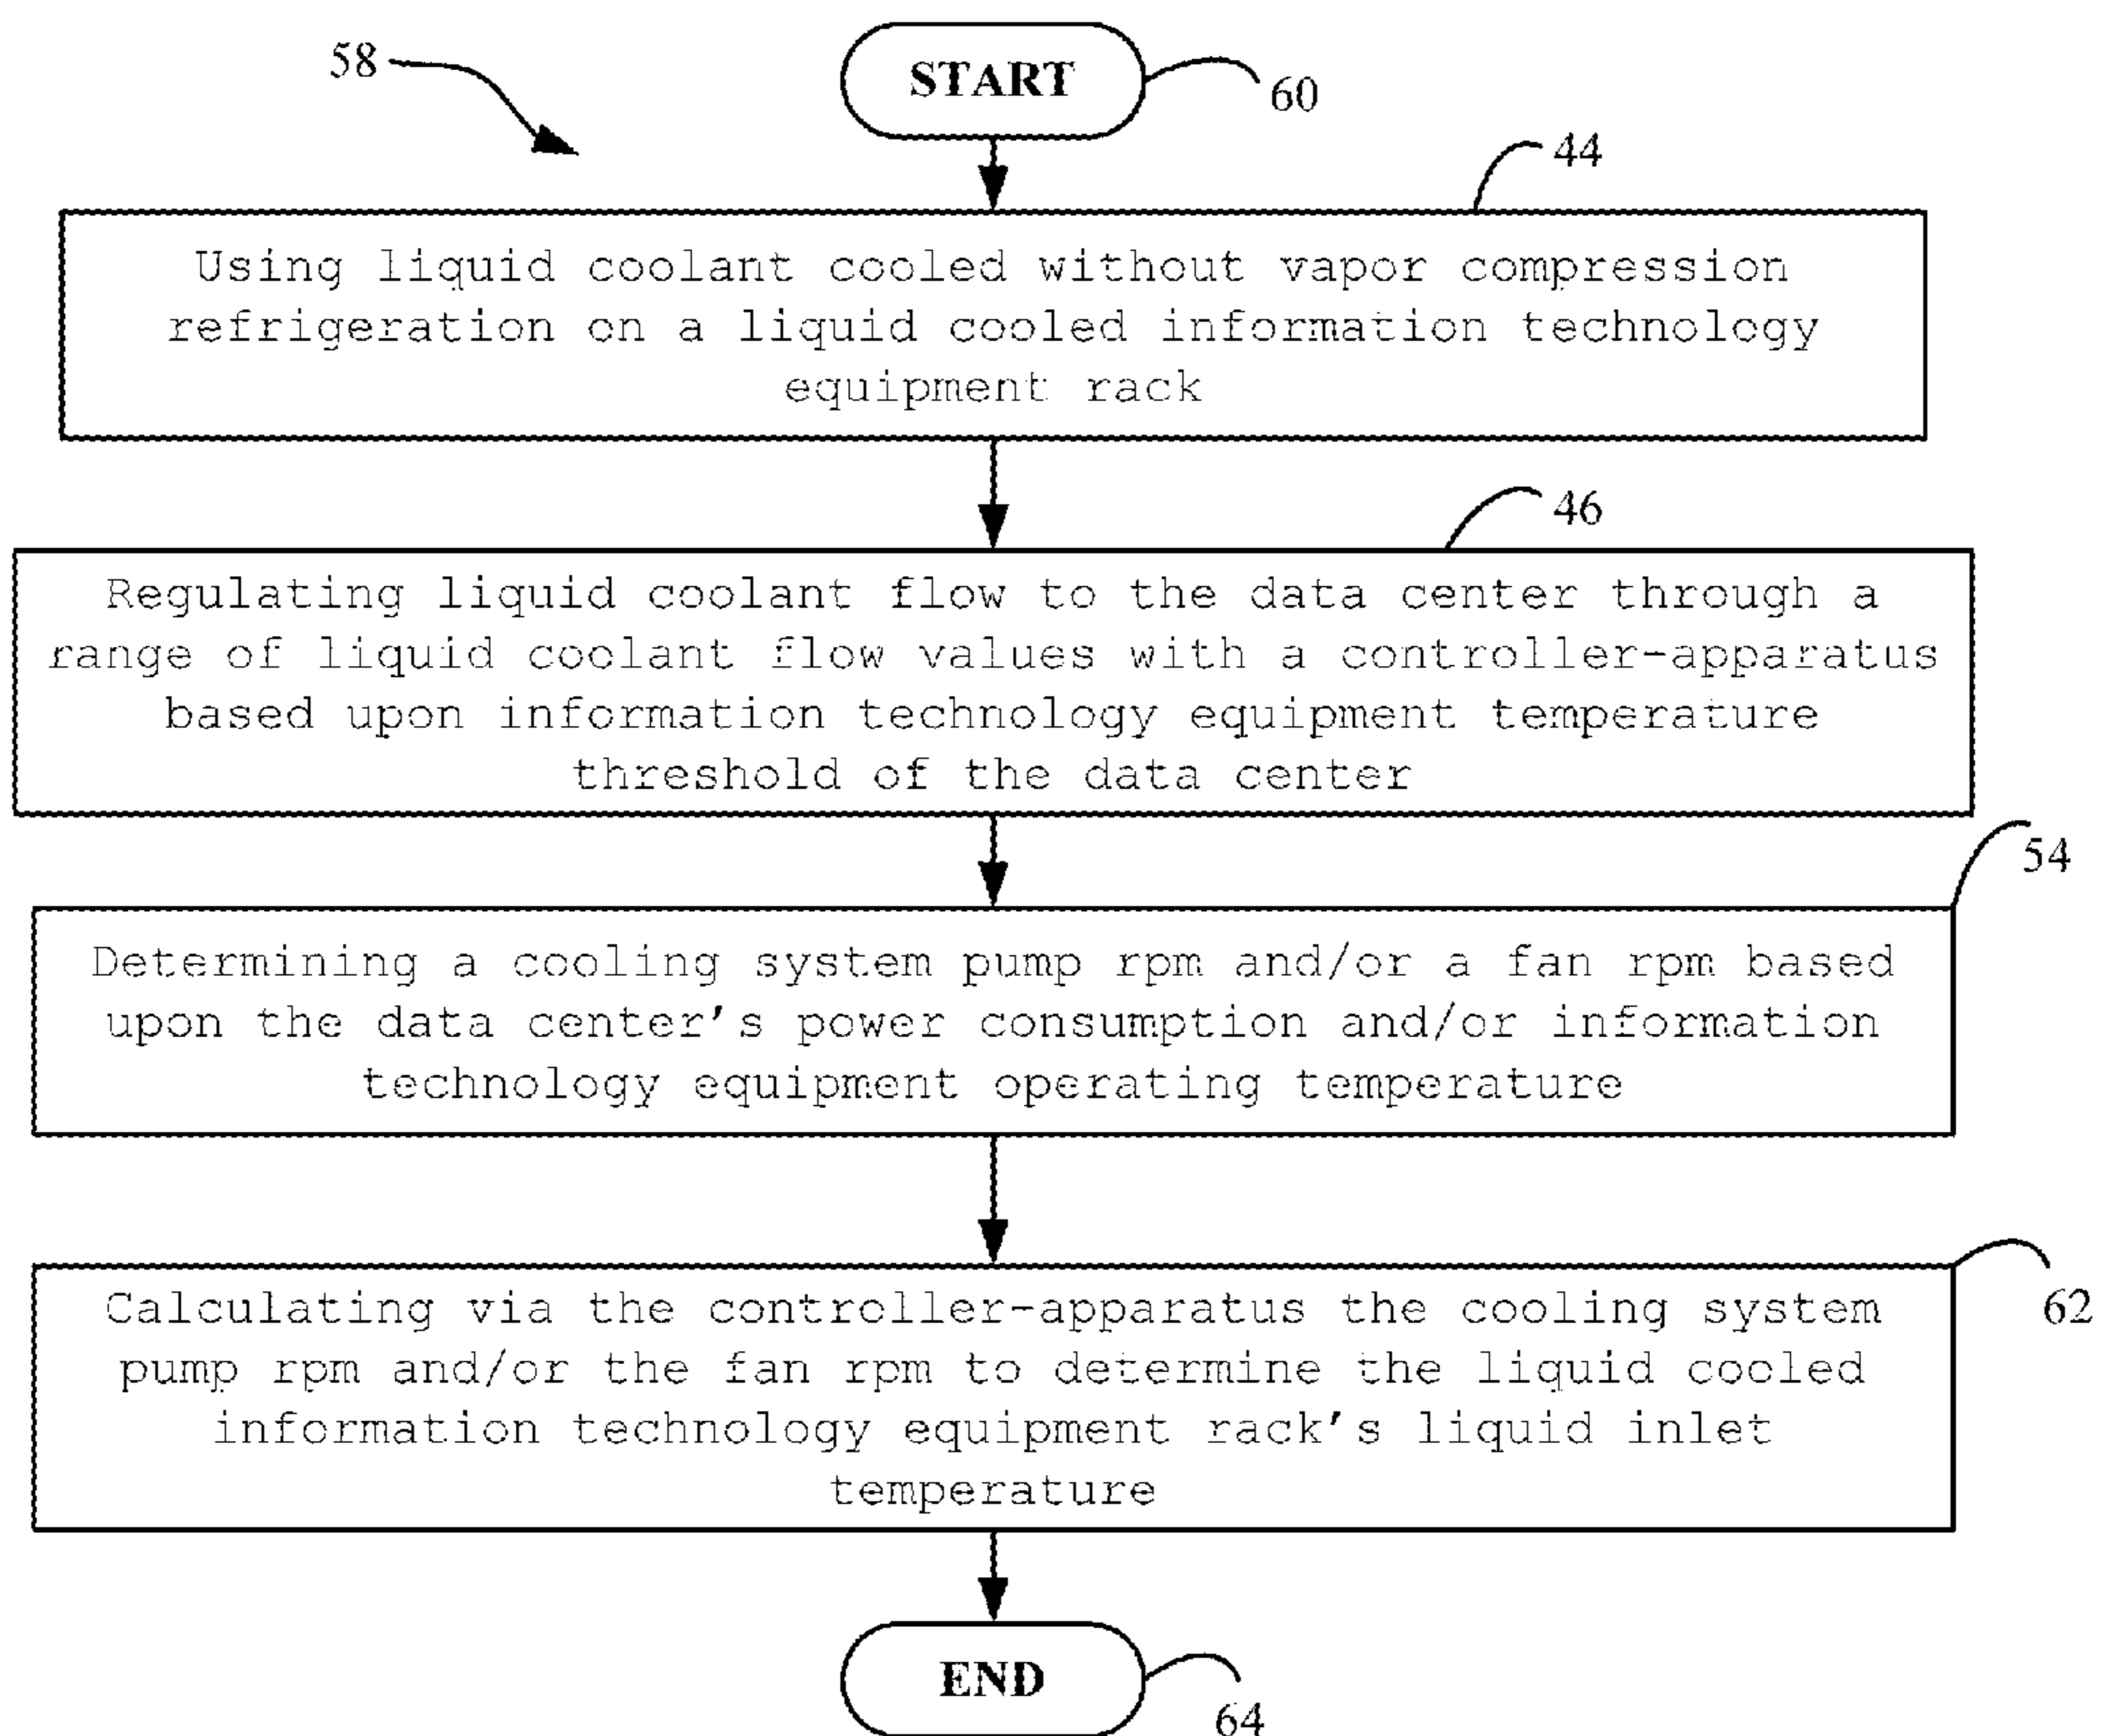 58
START
60
44
Using liquid coolant cooled without vapor compression
refrigeration on a liquid cooled information technology
equipment rack
46
Regulating liquid coolant flow to the data center through a
range of liquid coolant flow values with a controller-apparatus
based upon information technology equipment temperature
threshold of the data center
54
Determining a cooling system pump rpm and/or a fan rpm based
upon the data center's power consumption and/or information
technology equipment operating temperature
62
Calculating via the controller-apparatus the cooling system
pump rpm and/or the fan rpm to determine the liquid cooled
information technology equipment rack's liquid inlet
temperature
END
64